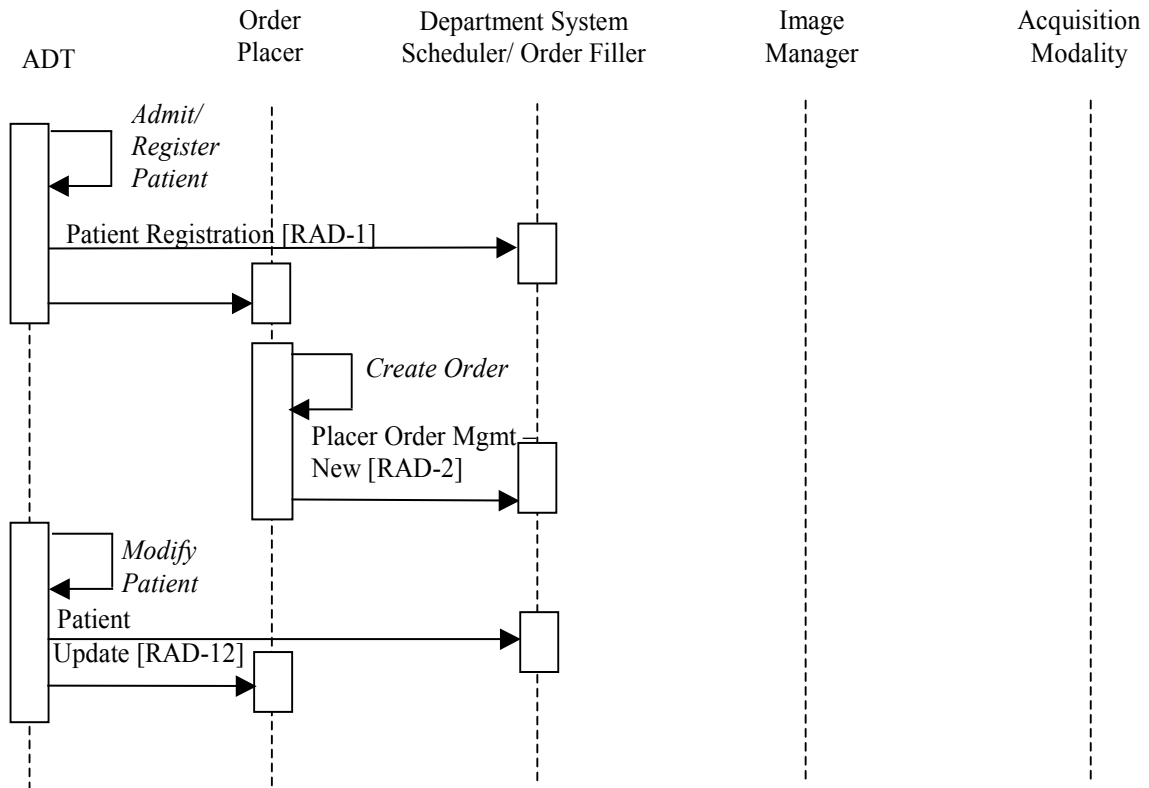 ADT
Order
Placer
Department System
Scheduler/ Order Filler
Image
Manager
Acquisition
Modality
Admit/
Register
Patient
Patient Registration [RAD-1]
Create Order
Placer Order Mgmt –
New [RAD-2]
Modify
Patient
Patient
Update [RAD-12]